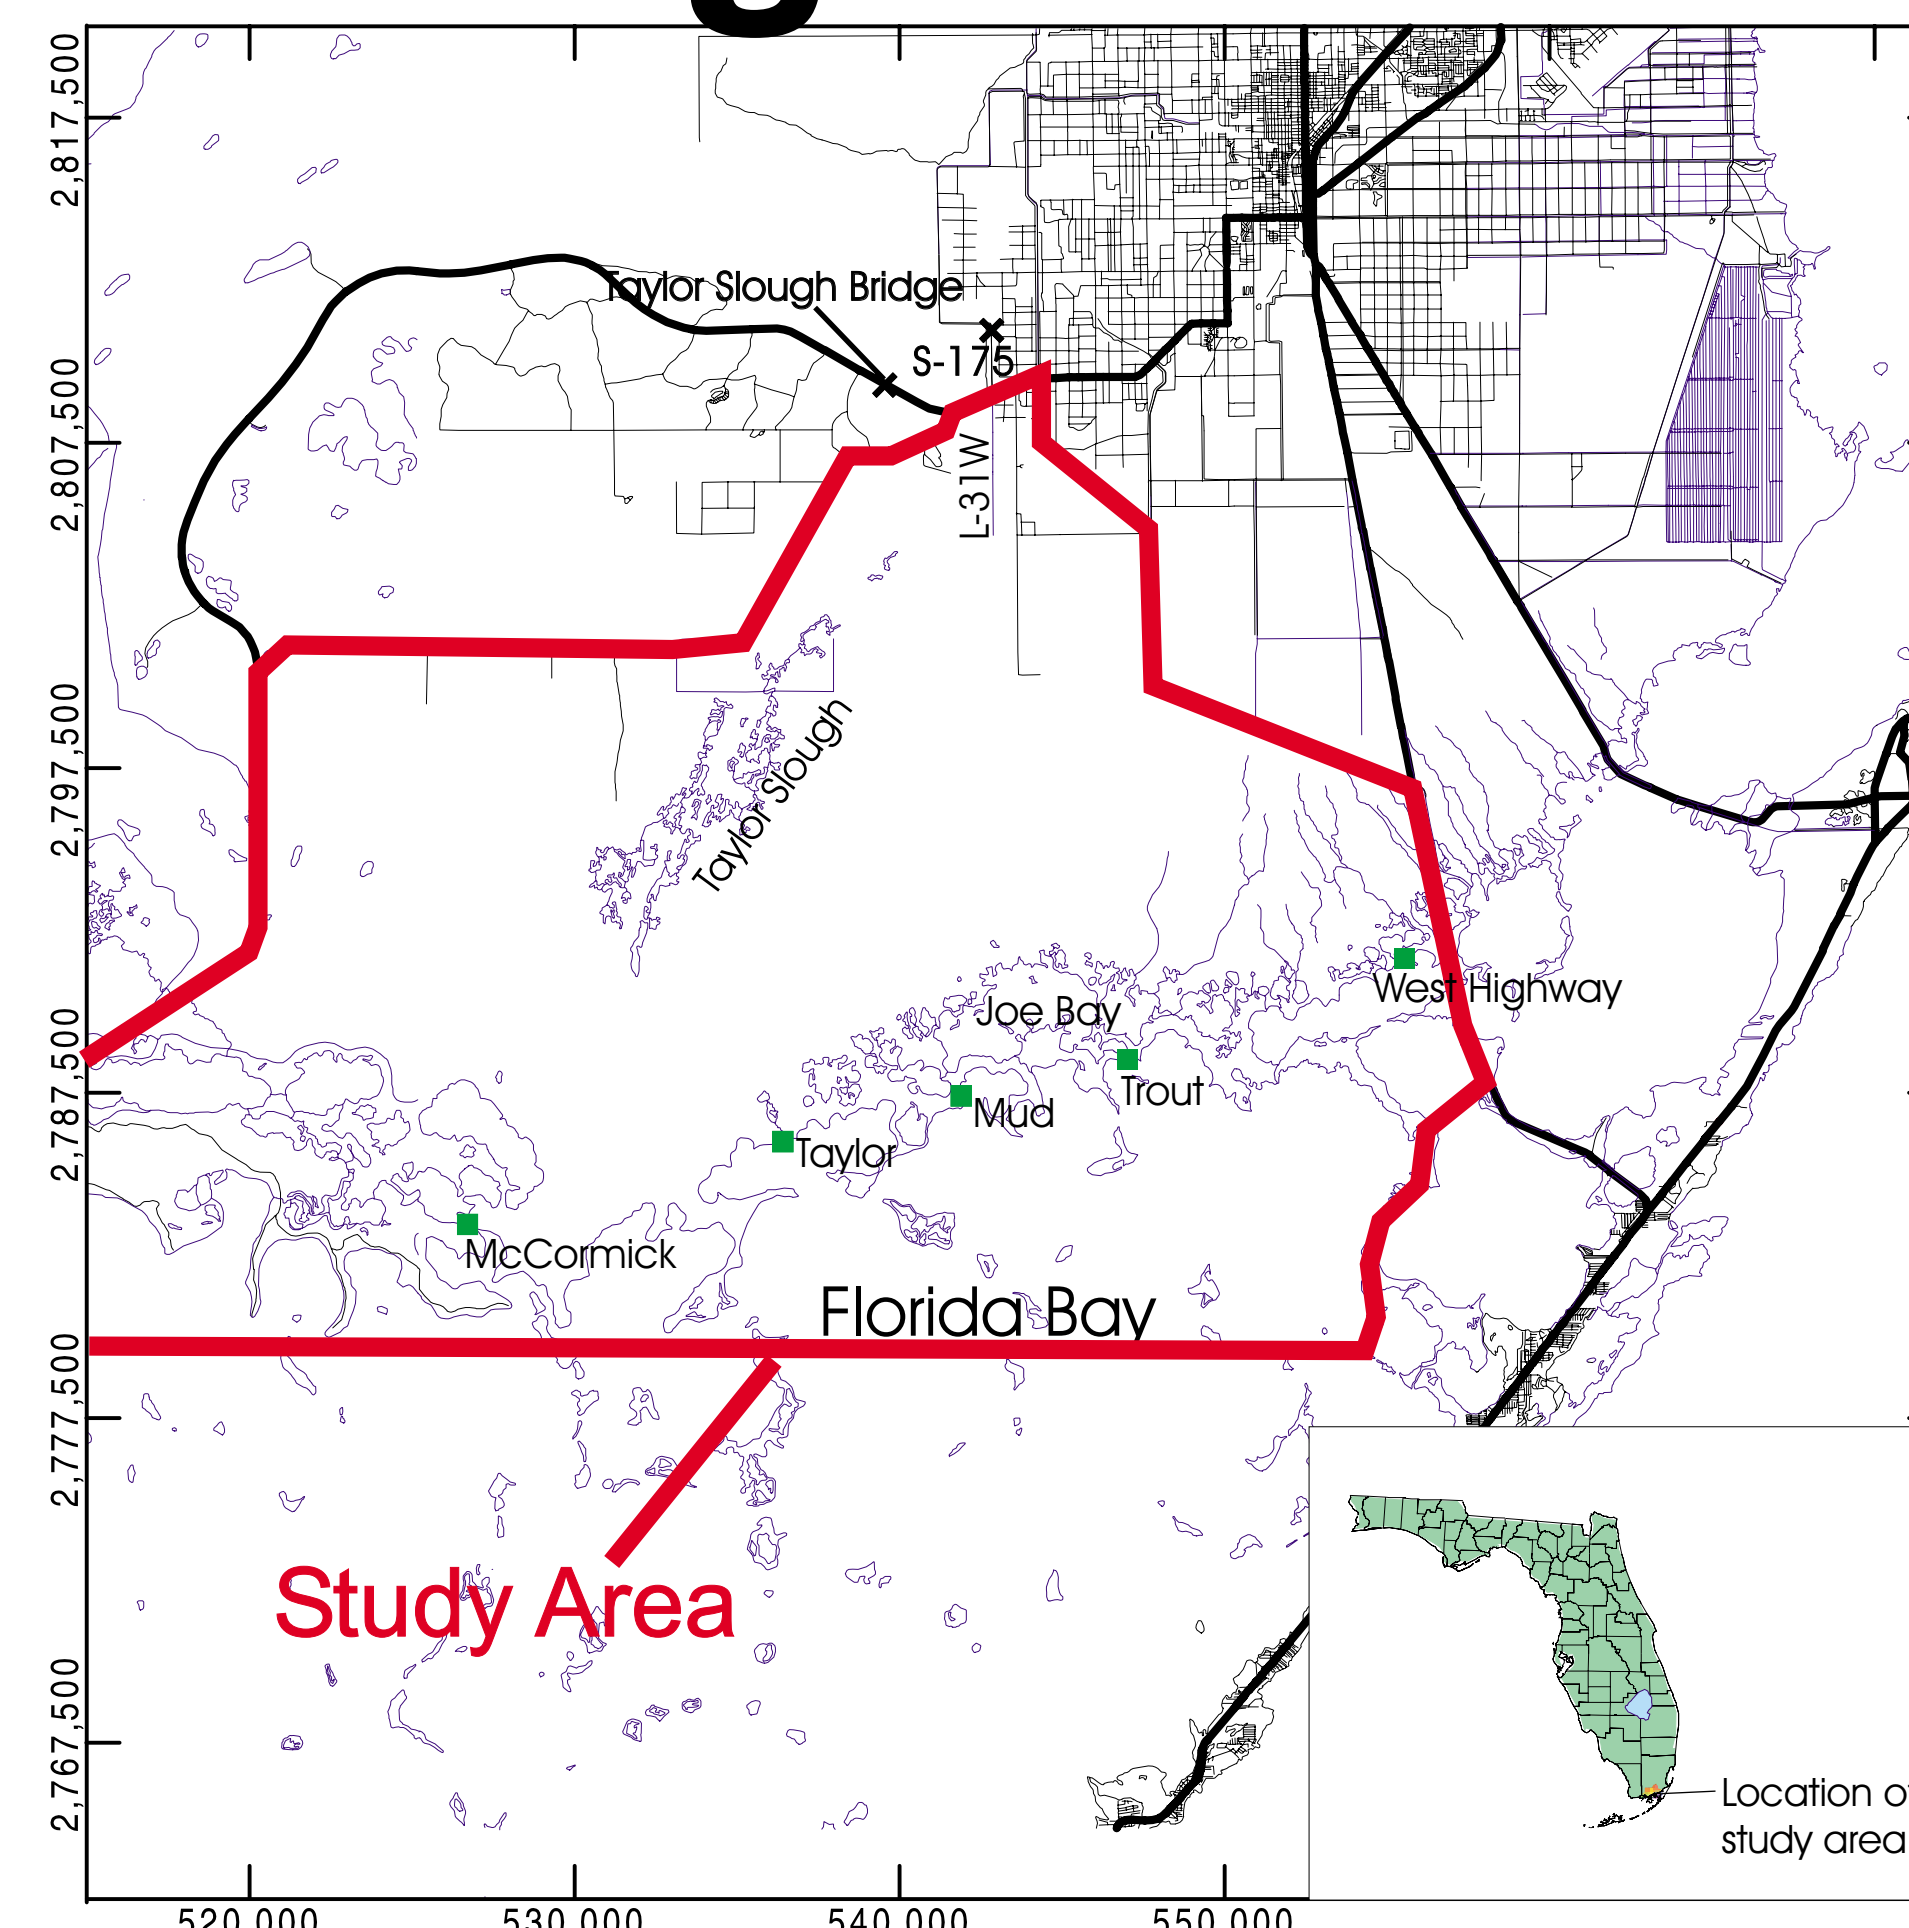 2,817,500
Taylor Slough Bridge
S-175
2,807,500
L-31W
2,797,500
Taylor Slough
West Highway
Joe Bay
2,787,500
Trout
Mud
Taylor
McCormick
Florida Bay
2,777,500
Study Area
2,767,500
Location of
study area
520,000
530,000
540,000
550,000